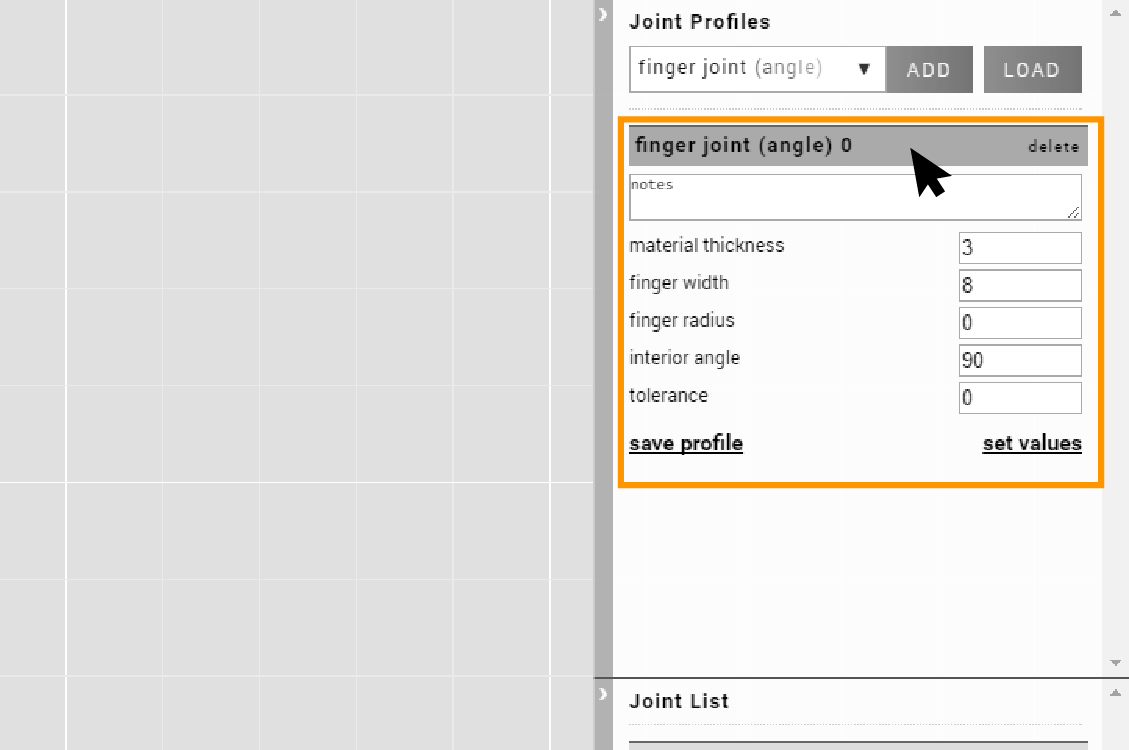 Joint Profiles
finger joint (angle) ▼ ADD LOAD
finger joint (angle) 0 delete
notes
material thickness 3
finger width 8
finger radius 0
interior angle 90
tolerance 0
save profile set values
Joint List